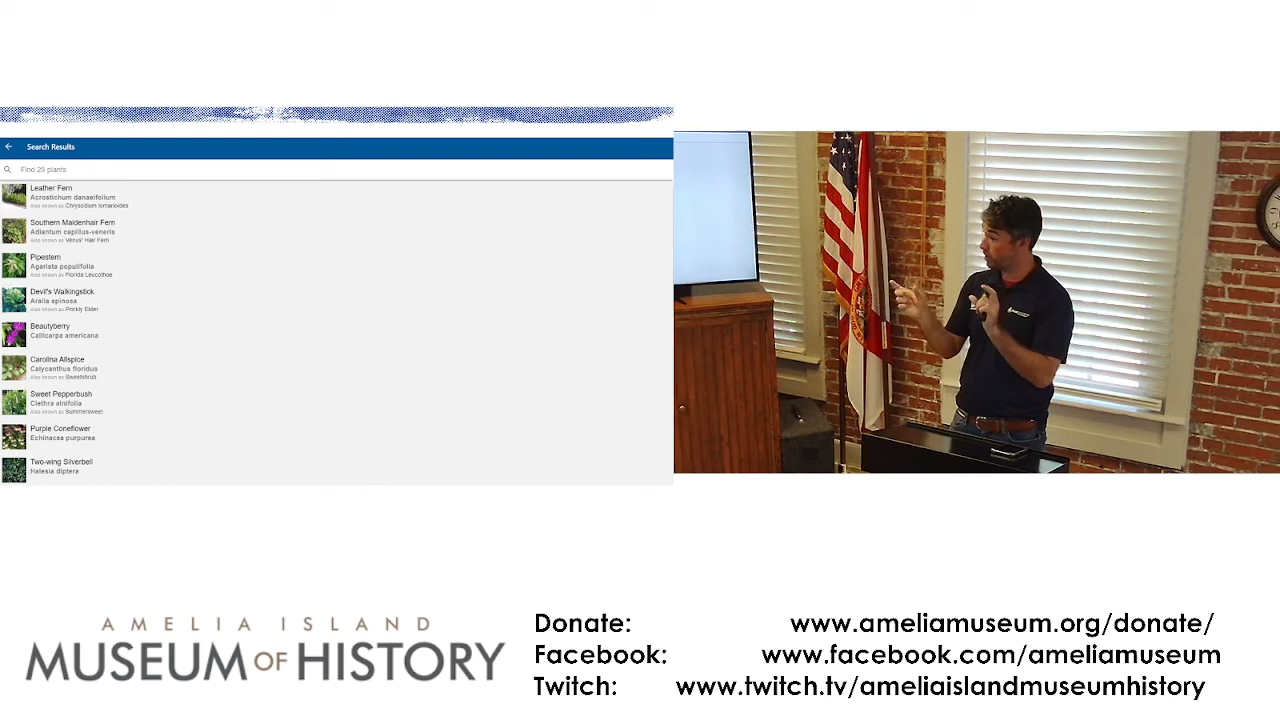 Search Results
Find 25 plants
Leather Fern
Acrostichum danaeifolium
Also known as Chrysodium lomarioides
Southern Maidenhair Fern
Adiantum capillus-veneris
Also known as Venus' Hair Fern
Pipestem
Agarista populifolia
Also known as Florida Leucothoe
Devil's Walkingstick
Aralia spinosa
Also known as Prickly Elder
Beautyberry
Callicarpa americana
Carolina Allspice
Calycanthus floridus
Also known as Sweetshrub
Sweet Pepperbush
Clethra alnifolia
Also known as Summersweet
Purple Coneflower
Echinacea purpurea
Two-wing Silverbell
Halesia diptera
AMELIA ISLAND
MUSEUM OF HISTORY
Donate: www.ameliamuseum.org/donate/
Facebook: www.facebook.com/ameliamuseum
Twitch: www.twitch.tv/ameliaislandmuseumhistory